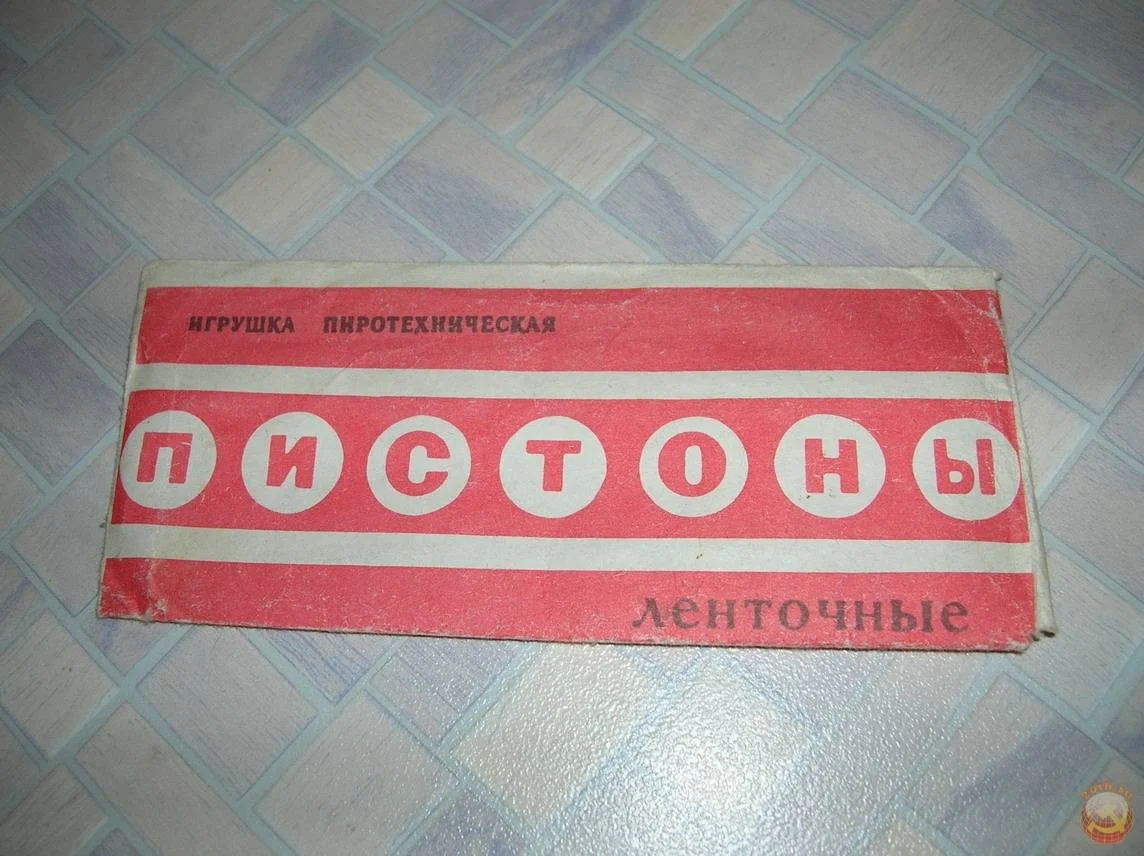 ИГРУШКА ПИРОТЕХНИЧЕСКАЯ
ПИСТОНЫ
ленточные